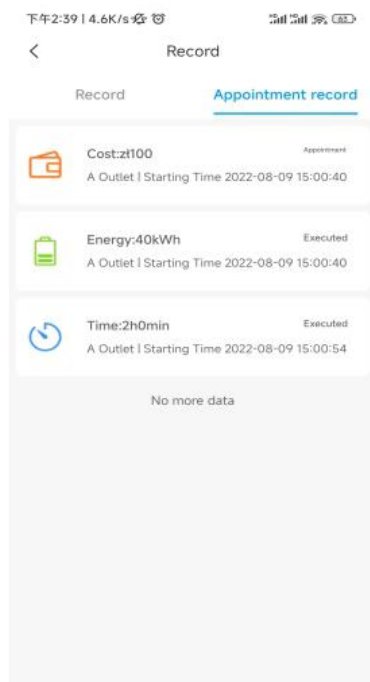 下午2:39 | 4.6K/s
Record
Record
Appointment record
Cost:zł100
Appointment
A Outlet | Starting Time 2022-08-09 15:00:40
Energy:40kWh
Executed
A Outlet | Starting Time 2022-08-09 15:00:40
Time:2h0min
Executed
A Outlet | Starting Time 2022-08-09 15:00:54
No more data